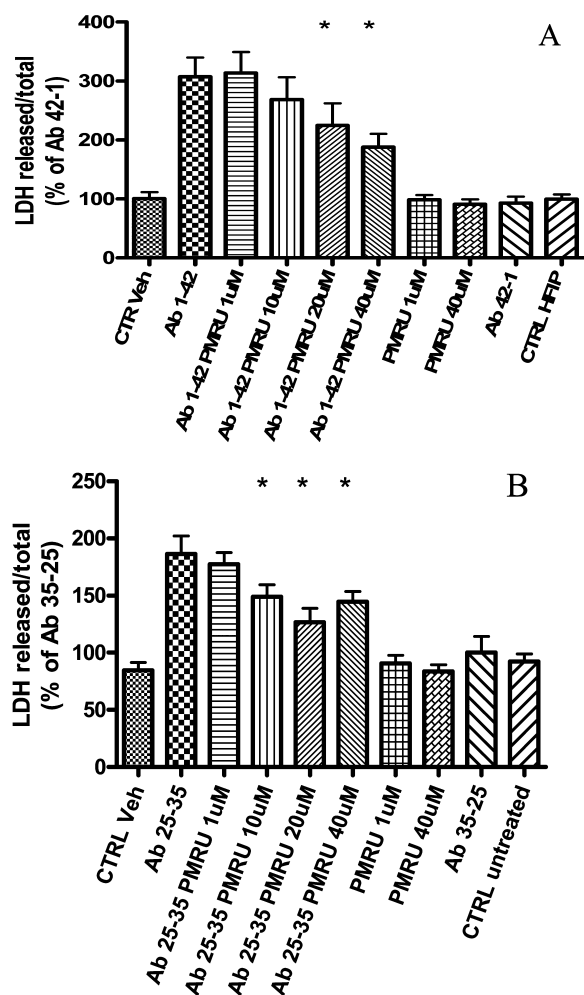 A
* *
LDH released/total
(% of Ab 42-1)
400
300
200
100
0
CTR Veh
Ab 1-42
Ab 1-42 PMRU 1uM
Ab 1-42 PMRU 10uM
Ab 1-42 PMRU 20uM
Ab 1-42 PMRU 40uM
PMRU 1uM
PMRU 40uM
Ab 42-1
CTRL HFIP
B
* * *
LDH released/total
(% of Ab 35-25)
250
200
150
100
50
0
CTRL Veh
Ab 25-35
Ab 25-35 PMRU 1uM
Ab 25-35 PMRU 10uM
Ab 25-35 PMRU 20uM
Ab 25-35 PMRU 40uM
PMRU 1uM
PMRU 40uM
Ab 35-25
CTRL untreated